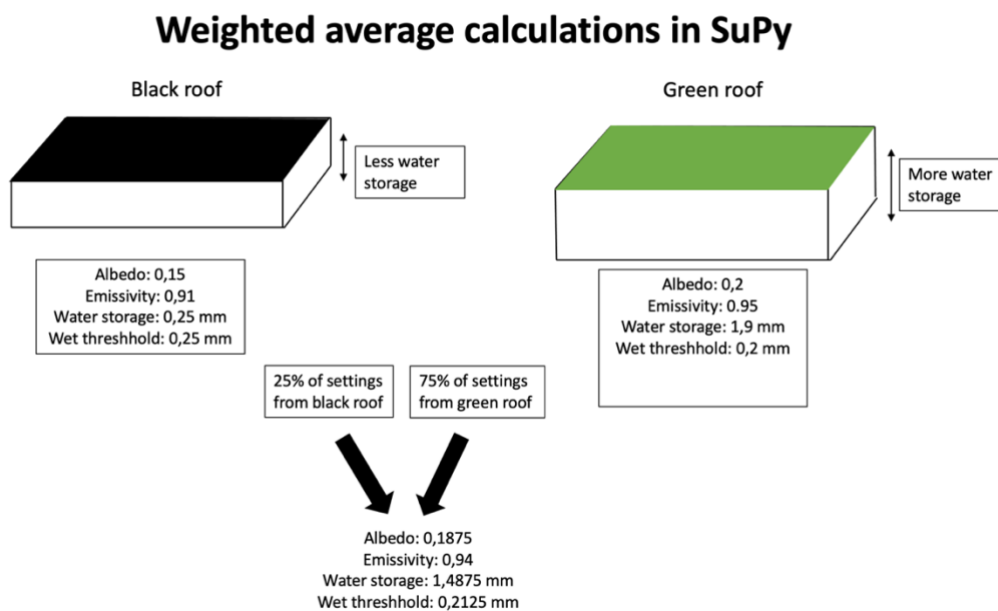 Weighted average calculations in SuPy
Black roof
Less water
storage
Albedo: 0,15
Emissivity: 0,91
Water storage: 0,25 mm
Wet threshhold: 0,25 mm
Green roof
More water
storage
Albedo: 0,2
Emissivity: 0.95
Water storage: 1,9 mm
Wet threshhold: 0,2 mm
25% of settings
from black roof
75% of settings
from green roof
Albedo: 0,1875
Emissivity: 0,94
Water storage: 1,4875 mm
Wet threshhold: 0,2125 mm